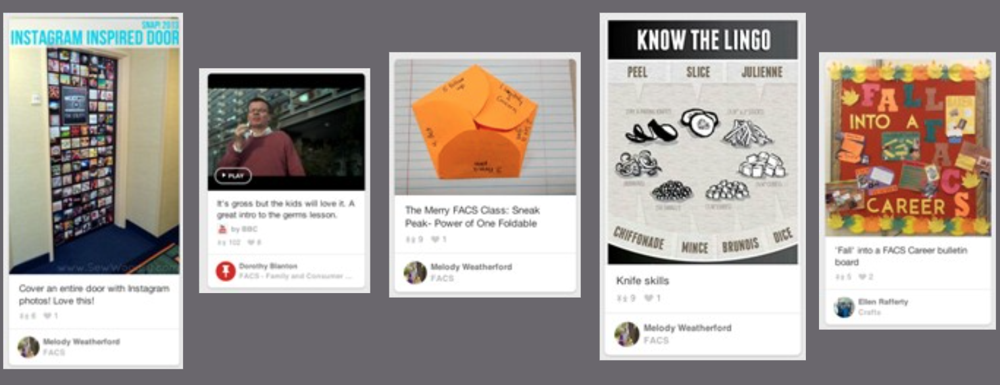 SNAP! 2013
INSTAGRAM INSPIRED DOOR
Cover an entire door with Instagram
photos! Love this!
6 1
Melody Weatherford
FACS
PLAY
It's gross but the kids will love it. A
great intro to the germs lesson.
by BBC
102 8
Dorothy Blanton
FACS - Family and Consumer ...
The Merry FACS Class: Sneak
Peak- Power of One Foldable
9 1
Melody Weatherford
FACS
KNOW THE LINGO
PEEL SLICE JULIENNE
CHIFFONADE MINCE BRUNOIS DICE
Knife skills
9 1
Melody Weatherford
FACS
FALL
INTO A
FACS
CAREER
'Fall' into a FACS Career bulletin
board
5 2
Ellen Rafferty
Crafts